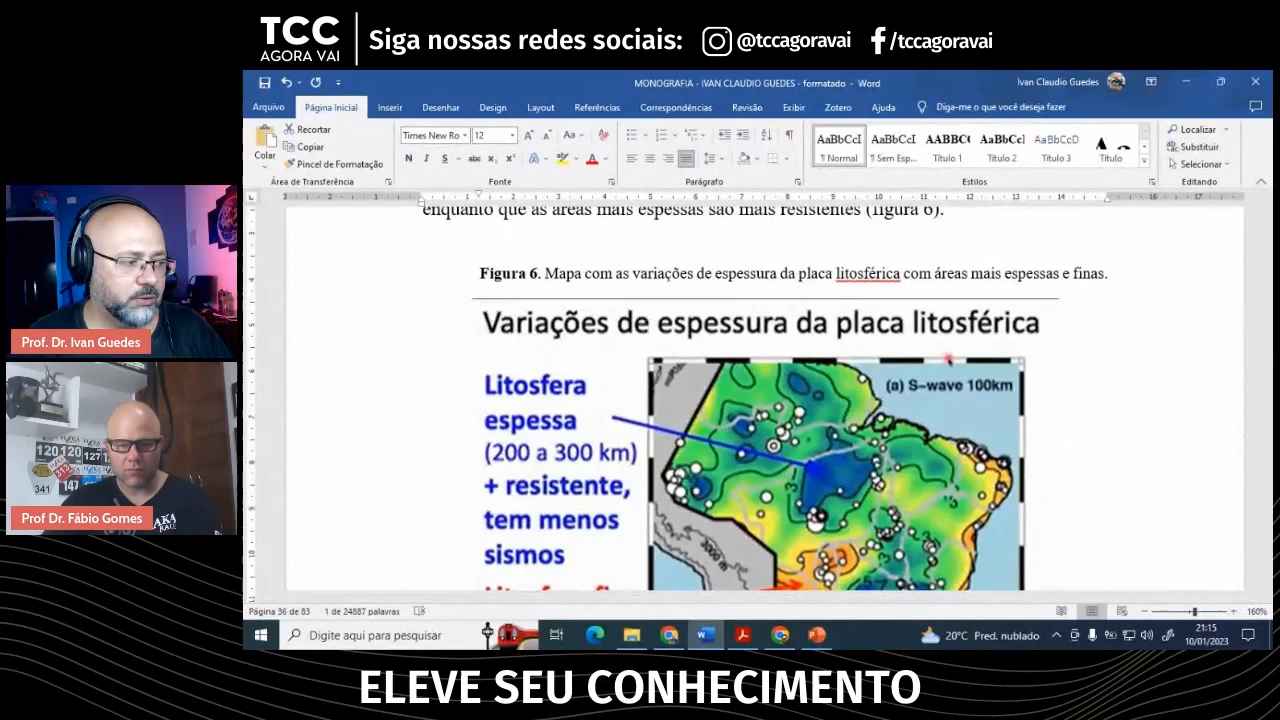 TCC
AGORA VAI
Siga nossas redes sociais:
@tccagoravai
/tccagoravai
MONOGRAFIA - IVAN CLAUDIO GUEDES - formatado - Word
Ivan Claudio Guedes
Arquivo
Página Inicial
Inserir
Desenhar
Design
Layout
Referências
Correspondências
Revisão
Exibir
Zotero
Ajuda
Diga-me o que você deseja fazer
Colar
Recortar
Copiar
Pincel de Formatação
Área de Transferência
Times New Ro
12
Fonte
Parágrafo
AaBbCcI
¶ Normal
AaBbCcI
¶ Sem Esp...
AABBC
Título 1
AaBbCc
Título 2
AaBbCcD
Título 3
Título
Estilos
Localizar
Substituir
Selecionar
Editando
enquanto que as áreas mais espessas são mais resistentes (figura 6).
Figura 6. Mapa com as variações de espessura da placa litosférica com áreas mais espessas e finas.
Variações de espessura da placa litosférica
Litosfera
espessa
(200 a 300 km)
+ resistente,
tem menos
sismos
(a) S-wave 100km
Prof. Dr. Ivan Guedes
120 120
313
341
147
Prof Dr. Fábio Gomes
Página 36 de 83
1 de 24887 palavras
160%
Digite aqui para pesquisar
20°C
Pred. nublado
21:15
10/01/2023
ELEVE SEU CONHECIMENTO